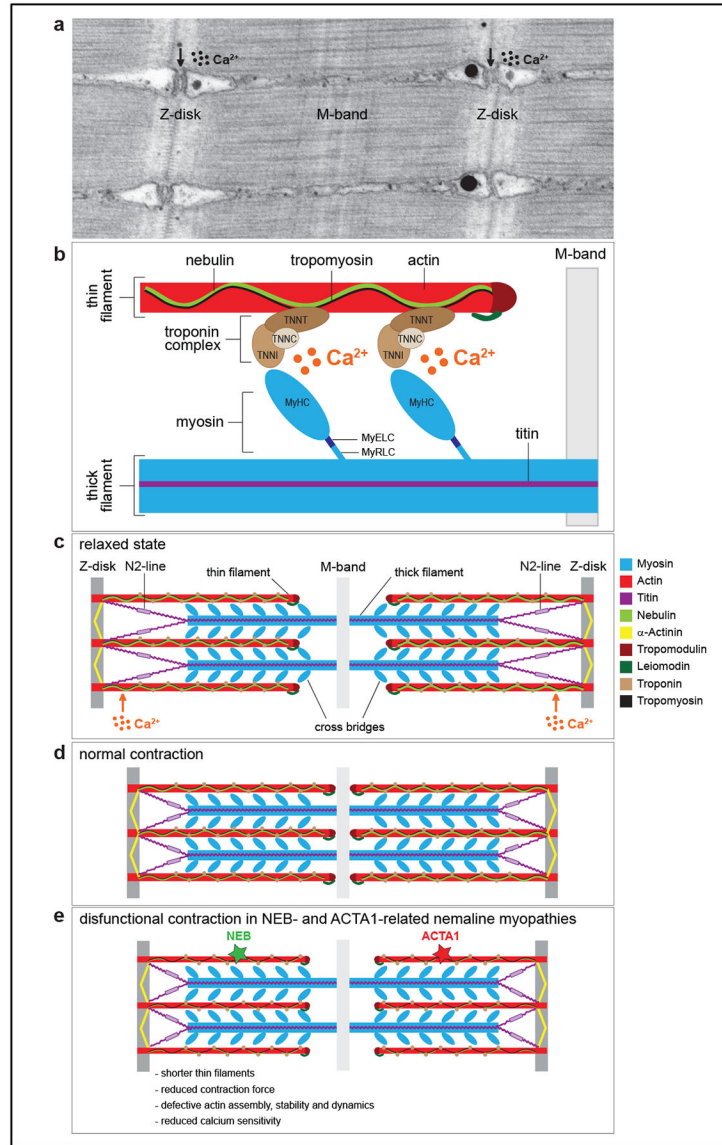 a
Ca²⁺
Ca²⁺
Z-disk
M-band
Z-disk
b
M-band
nebulin
tropomyosin
actin
thin
filament
troponin
complex
TNNT
TNNC
TNNI
Ca²⁺
TNNT
TNNC
TNNI
Ca²⁺
myosin
MyHC
MyHC
MyELC
MyRLC
titin
thick
filament
c relaxed state
Z-disk
N2-line
thin filament
M-band
thick filament
N2-line
Z-disk
cross bridges
Ca²⁺
Ca²⁺
Myosin
Actin
Titin
Nebulin
α-Actinin
Tropomodulin
Leiomodin
Troponin
Tropomyosin
d normal contraction
e disfunctional contraction in NEB- and ACTA1-related nemaline myopathies
NEB
ACTA1
- shorter thin filaments
- reduced contraction force
- defective actin assembly, stability and dynamics
- reduced calcium sensitivity